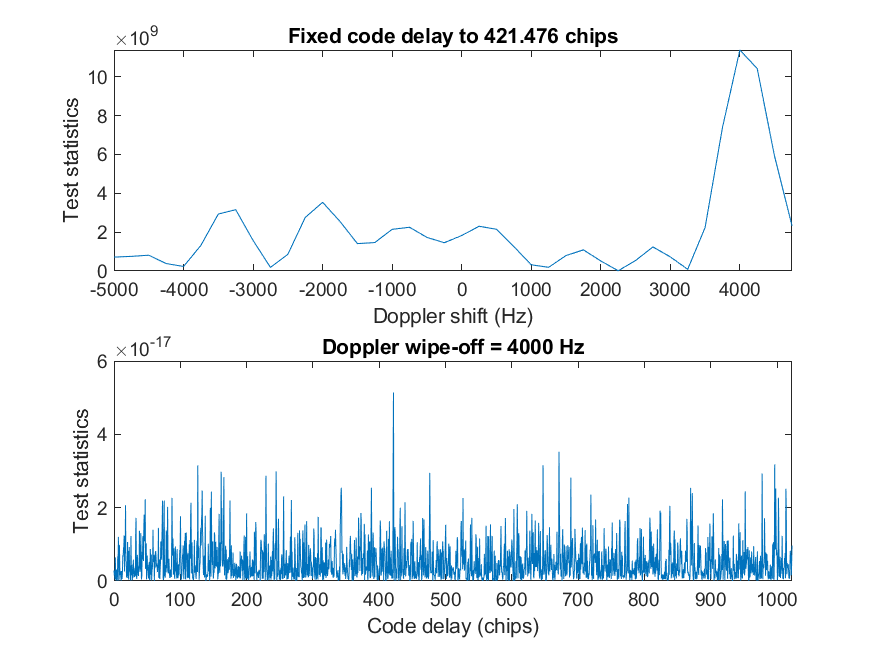 ×10^9
Fixed code delay to 421.476 chips
Test statistics
10
8
6
4
2
0
-5000 -4000 -3000 -2000 -1000 0 1000 2000 3000 4000
Doppler shift (Hz)
×10^-17
Doppler wipe-off = 4000 Hz
Test statistics
6
4
2
0
0 100 200 300 400 500 600 700 800 900 1000
Code delay (chips)